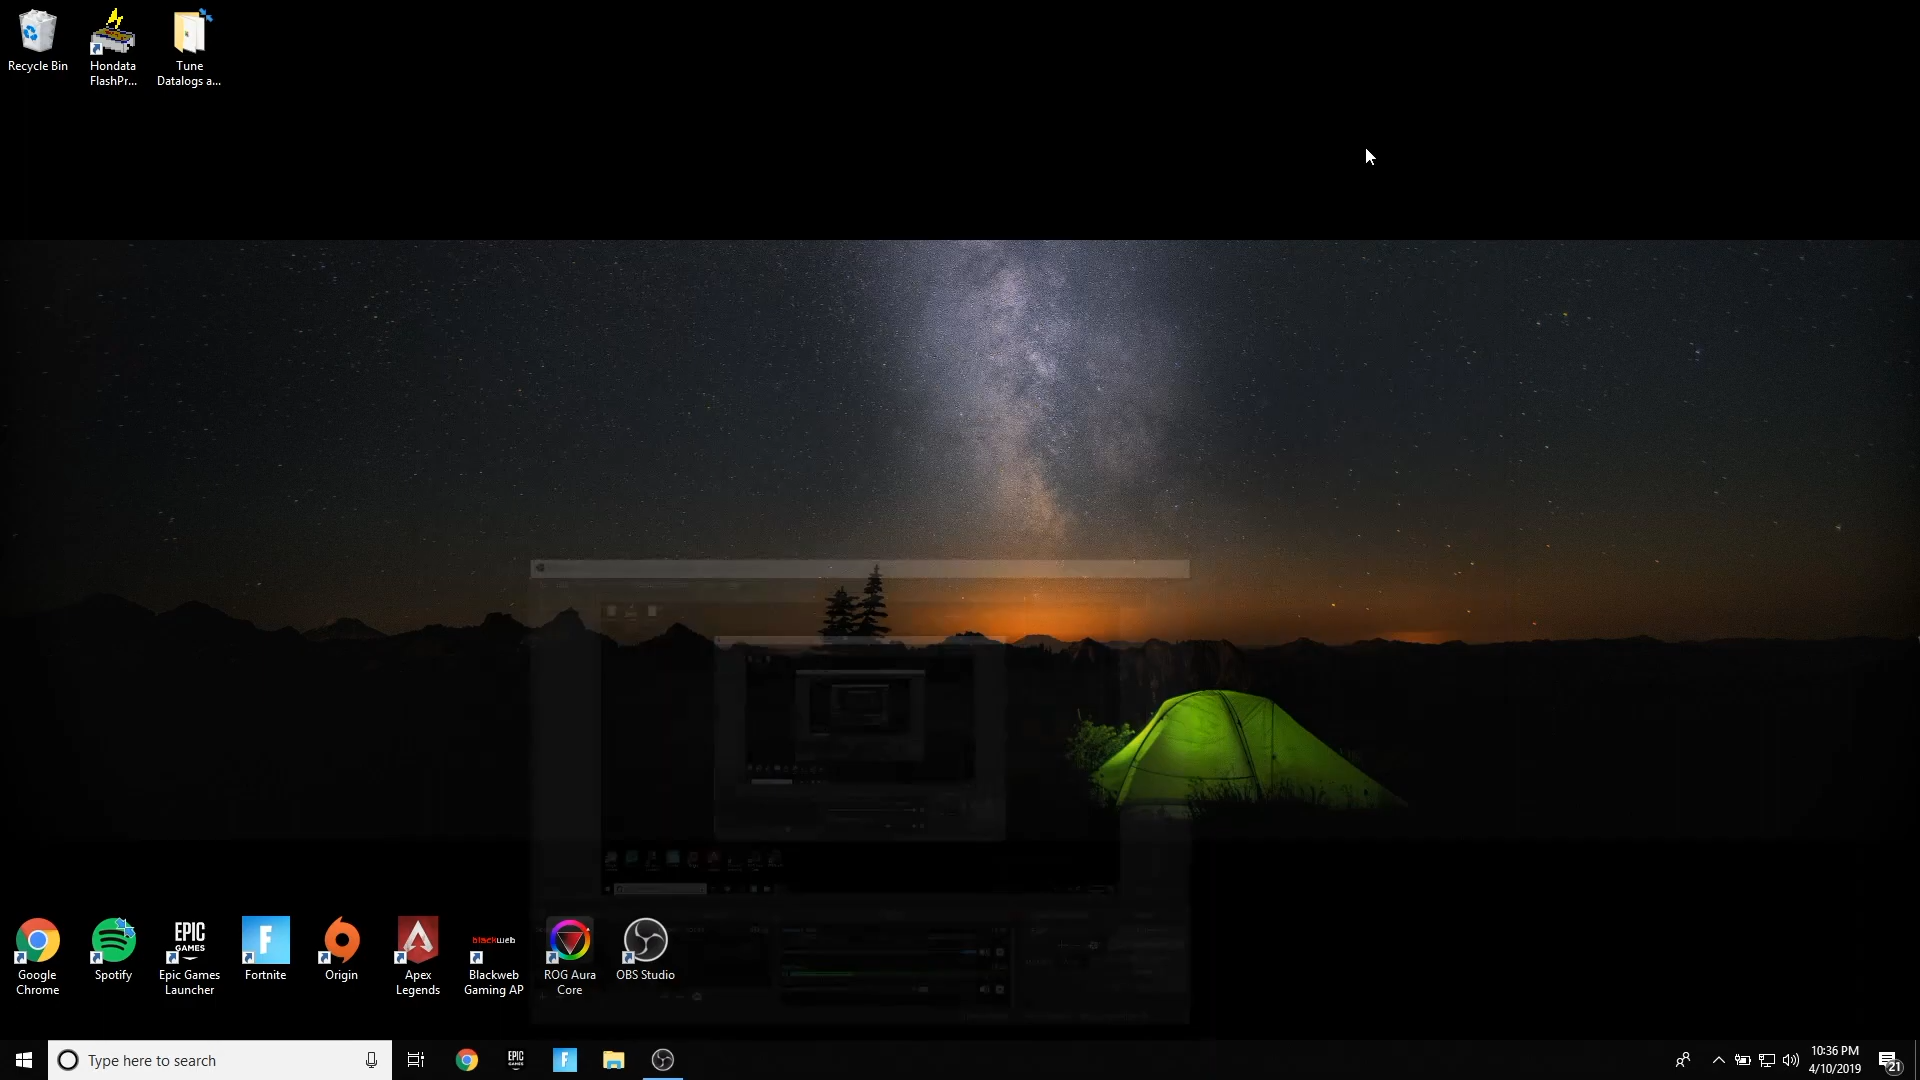 Recycle Bin
Hondata
FlashPr...
Tune
Datalogs a...
EPIC
GAMES
F
blackweb
Google
Chrome
Spotify
Epic Games
Launcher
Fortnite
Origin
Apex
Legends
Blackweb
Gaming AP
ROG Aura
Core
OBS Studio
Type here to search
EPIC
GAMES
F
10:36 PM
4/10/2019
21